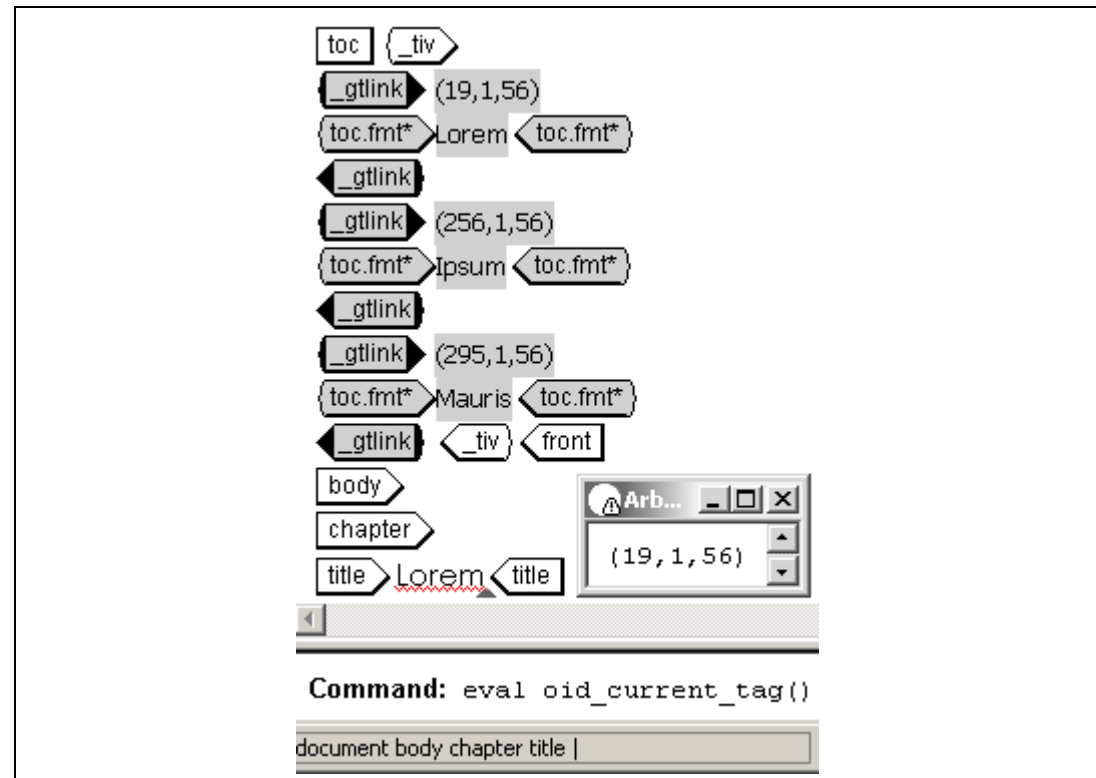 toc _tiv
_gtlink (19,1,56)
toc.fmt* Lorem toc.fmt*
_gtlink
_gtlink (256,1,56)
toc.fmt* Ipsum toc.fmt*
_gtlink
_gtlink (295,1,56)
toc.fmt* Mauris toc.fmt*
_gtlink _tiv front
body
chapter
title Lorem title
Arb...
(19,1,56)
Command: eval oid_current_tag()
document body chapter title |